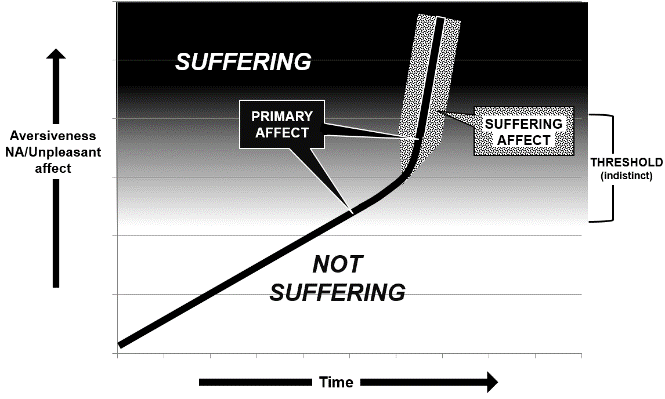 SUFFERING
PRIMARY
AFFECT
SUFFERING
AFFECT
Aversiveness
NA/Unpleasant
affect
THRESHOLD
(indistinct)
NOT
SUFFERING
Time